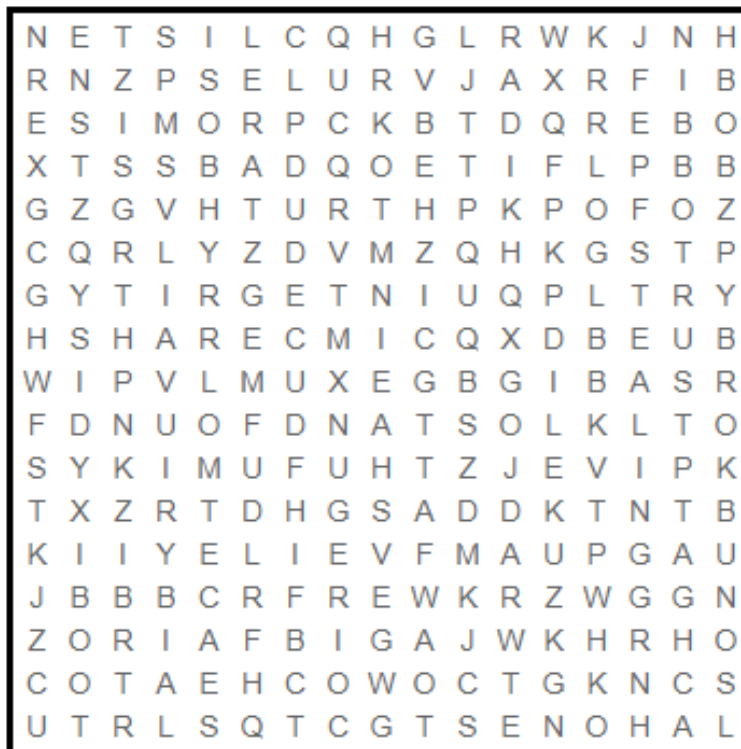 N E T S I L C Q H G L R W K J N H
R N Z P S E L U R V J A X R F I B
E S I M O R P C K B T D Q R E B O
X T S S B A D Q O E T I F L P B B
G Z G V H T U R T H P K P O F O Z
C Q R L Y Z D V M Z Q H K G S T P
G Y T I R G E T N I U Q P L T R Y
H S H A R E C M I C Q X D B E U B
W I P V L M U X E G B G I B A S R
F D N U O F D N A T S O L K L T O
S Y K I M U F U H T Z J E V I P K
T X Z R T D H G S A D D K T N T B
K I I Y E L I E V F M A U P G A U
J B B B C R F R E W K R Z W G G N
Z O R I A F B I G A J W K H R H O
C O T A E H C O W O C T G K N C S
U T R L S Q T C G T S E N O H A L